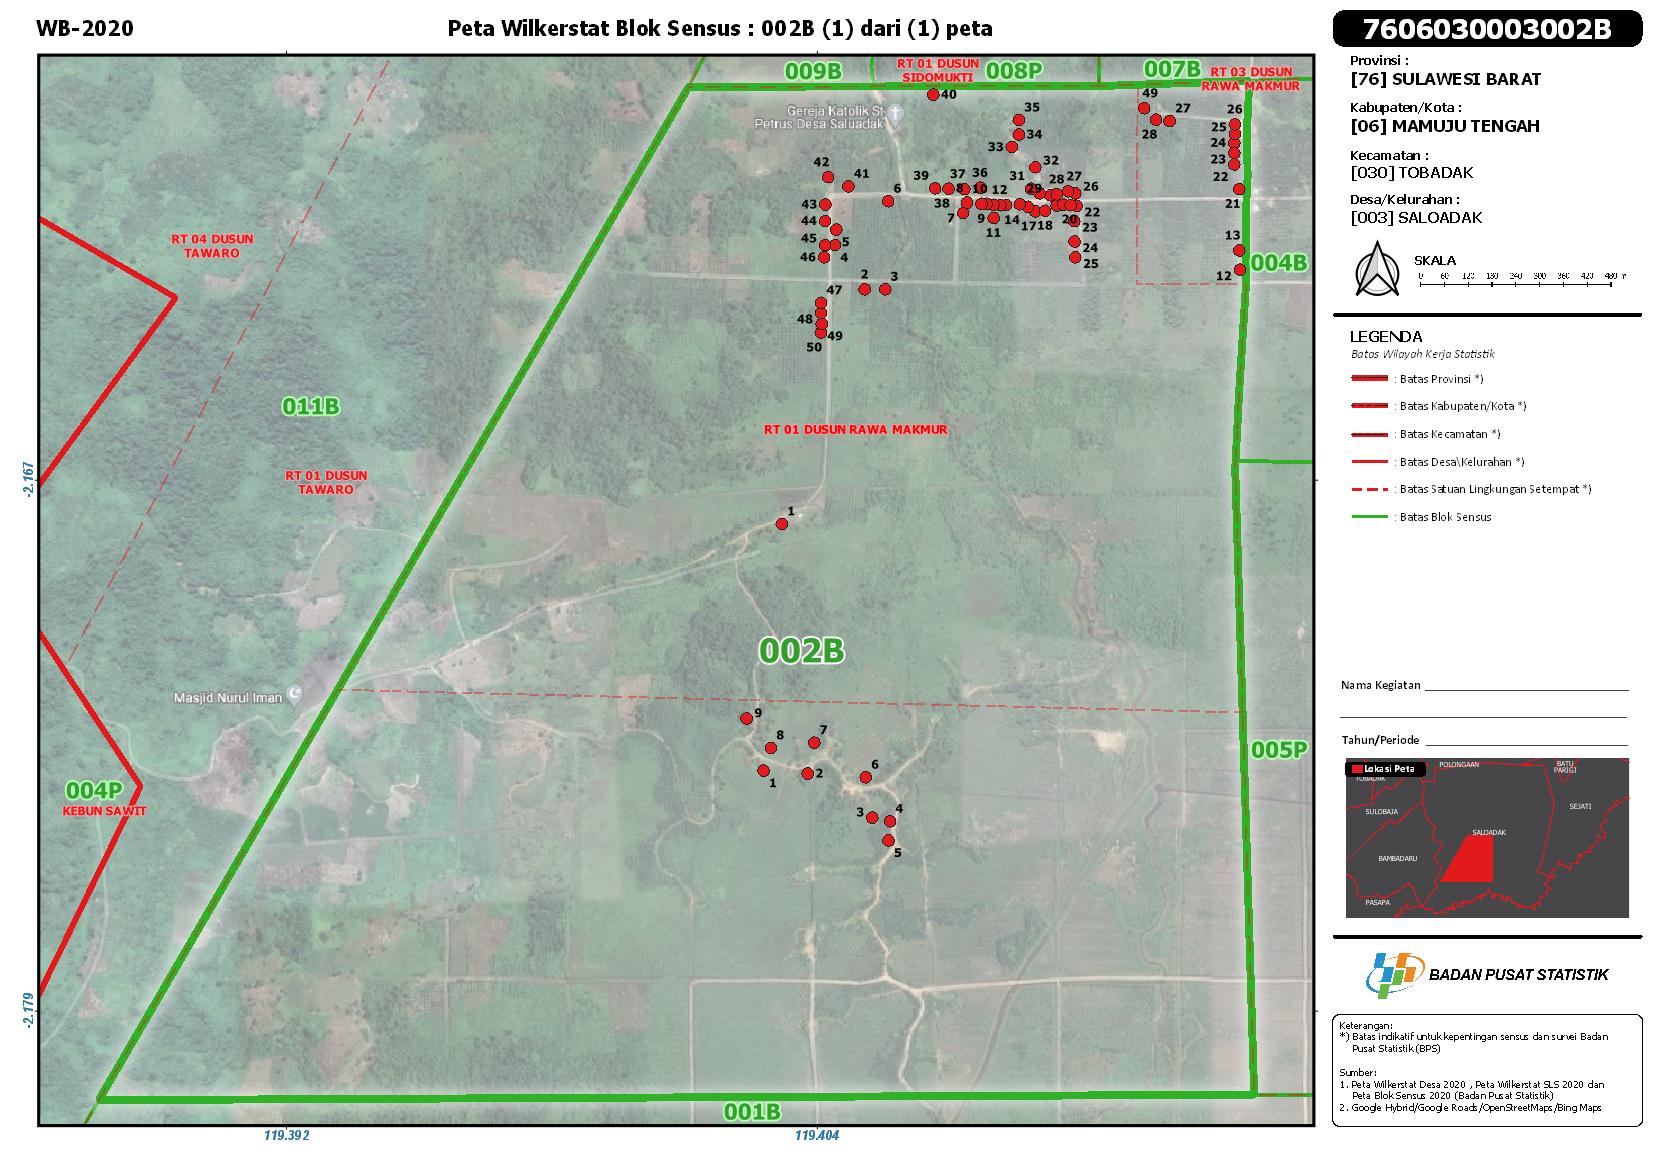 WB-2020
Peta Wilkerstat Blok Sensus : 002B (1) dari (1) peta
7606030003002B
Provinsi :
[76] SULAWESI BARAT
Kabupaten/Kota :
[06] MAMUJU TENGAH
Kecamatan :
[030] TOBADAK
Desa/Kelurahan :
[003] SALOADAK
SKALA
0 60 120 180 240 300 360 420 480 m
LEGENDA
Batas Wilayah Kerja Statistik
: Batas Provinsi *)
: Batas Kabupaten/Kota *)
: Batas Kecamatan *)
: Batas Desa\Kelurahan *)
: Batas Satuan Lingkungan Setempat *)
: Batas Blok Sensus
Nama Kegiatan
Tahun/Periode
Lokasi Peta
TOBADAK
POLONGAAN
BATU
PARIGI
SULOBAJA
SEJATI
SALOADAK
BAMBADARU
PASAPA
BADAN PUSAT STATISTIK
Keterangan:
*) Batas indikatif untuk kepentingan sensus dan survei Badan
Pusat Statistik (BPS)
Sumber:
1. Peta Wilkerstat Desa 2020 , Peta Wilkerstat SLS 2020 dan
Peta Blok Sensus 2020 (Badan Pusat Statistik)
2. Google Hybrid/Google Roads/OpenStreetMaps/Bing Maps
009B
RT 01 DUSUN
SIDOMUKTI
008P
007B
RT 03 DUSUN
RAWA MAKMUR
40
Gereja Katolik St
Petrus Desa Saluadak
35
34
33
49
27
28
26
25
24
23
22
21
42
41
6
39
37
36
8
10
12
32
31
29
28
27
26
38
7
9
11
14
17
18
20
22
23
24
25
43
44
45
5
46
4
13
12
004B
2
3
47
48
49
50
RT 04 DUSUN
TAWARO
011B
RT 01 DUSUN RAWA MAKMUR
RT 01 DUSUN
TAWARO
1
002B
Masjid Nurul Iman
9
8
7
1
2
6
3
4
5
005P
004P
KEBUN SAWIT
001B
-2.167
-2.179
119.392
119.404